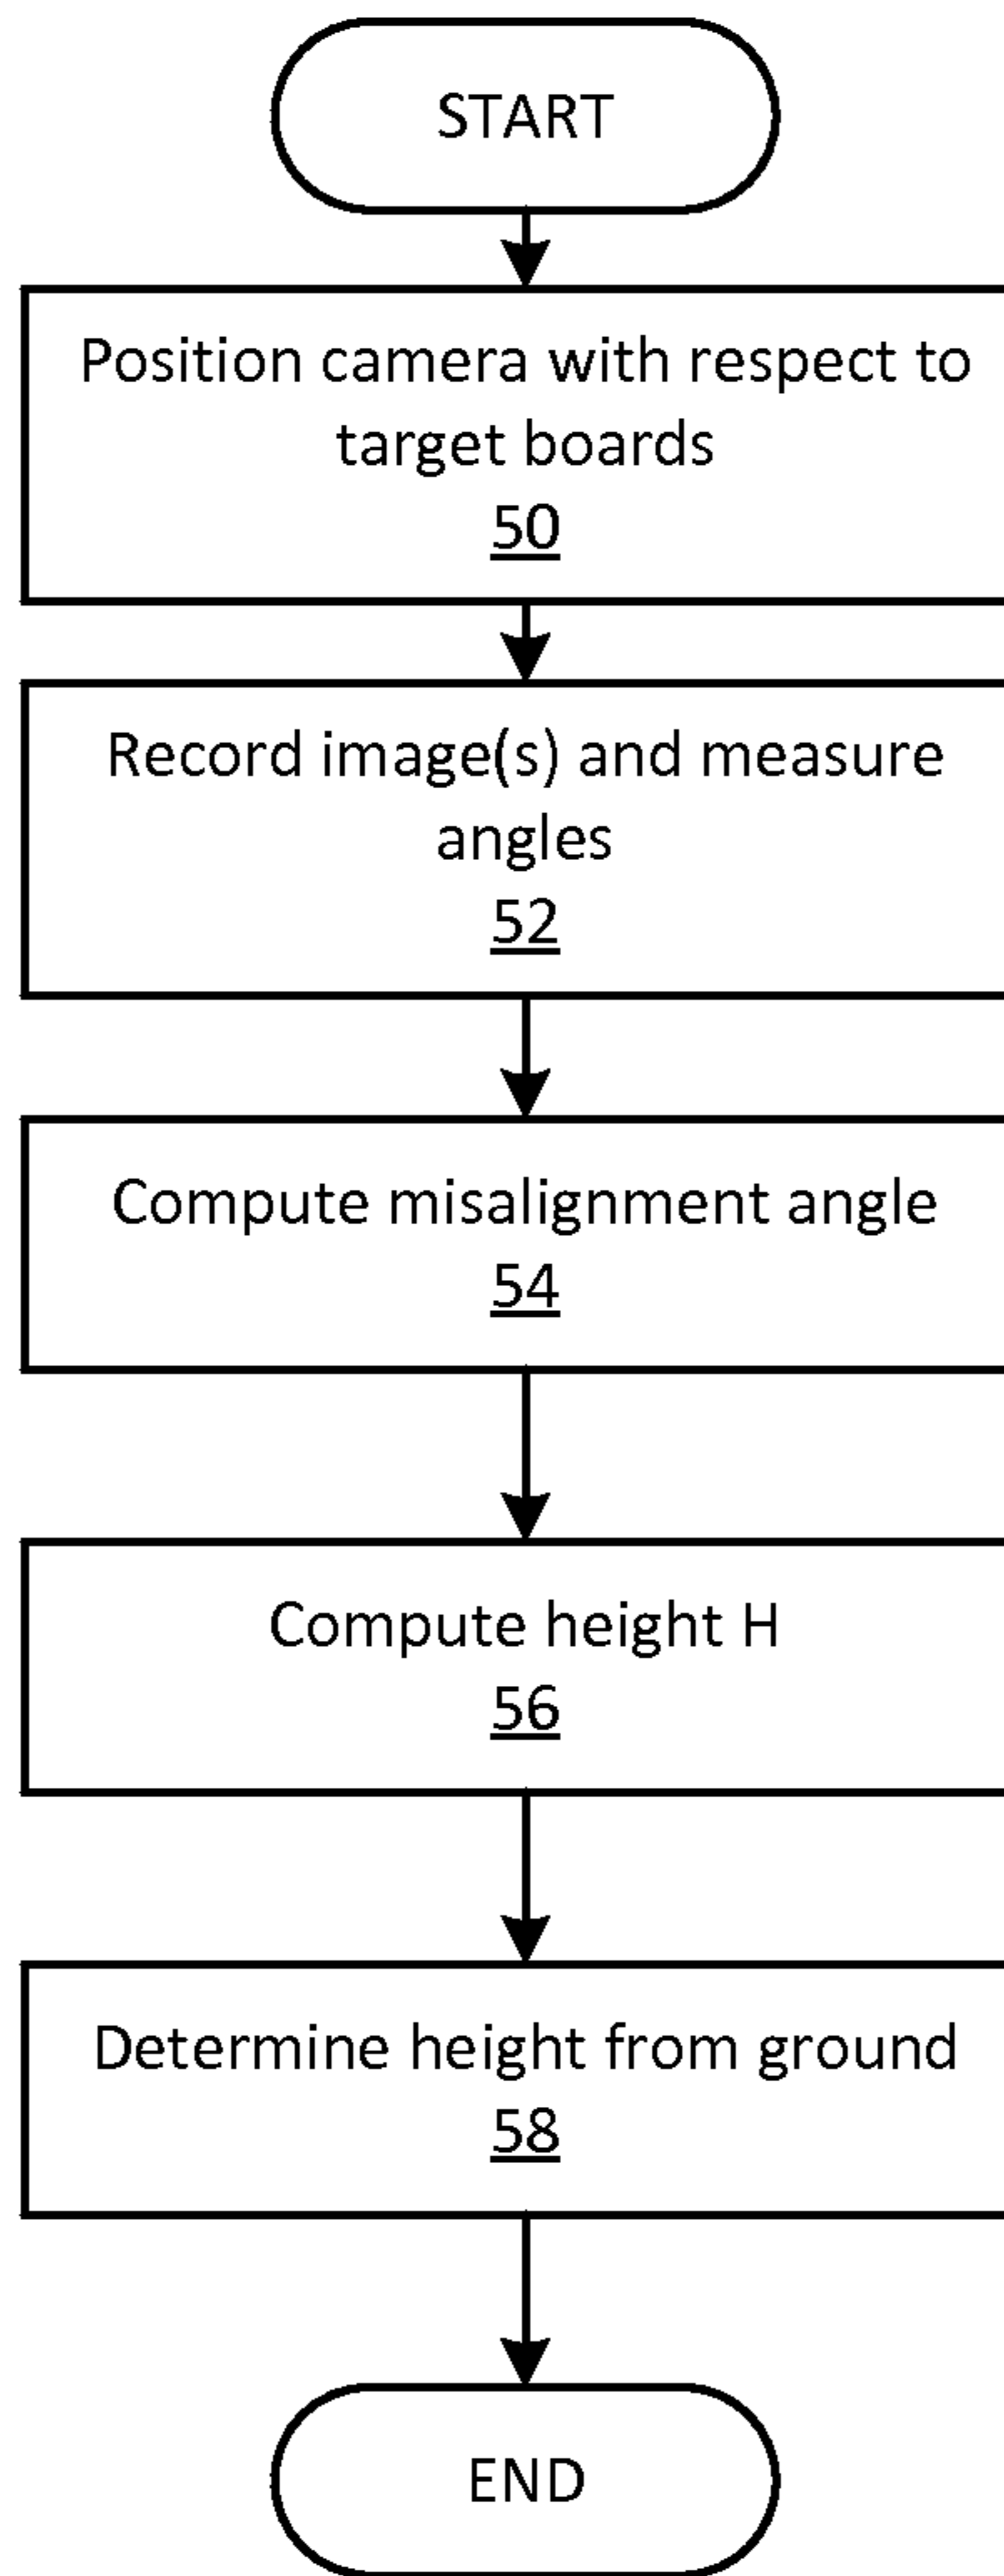 START
Position camera with respect to
target boards
50
Record image(s) and measure
angles
52
Compute misalignment angle
54
Compute height H
56
Determine height from ground
58
END